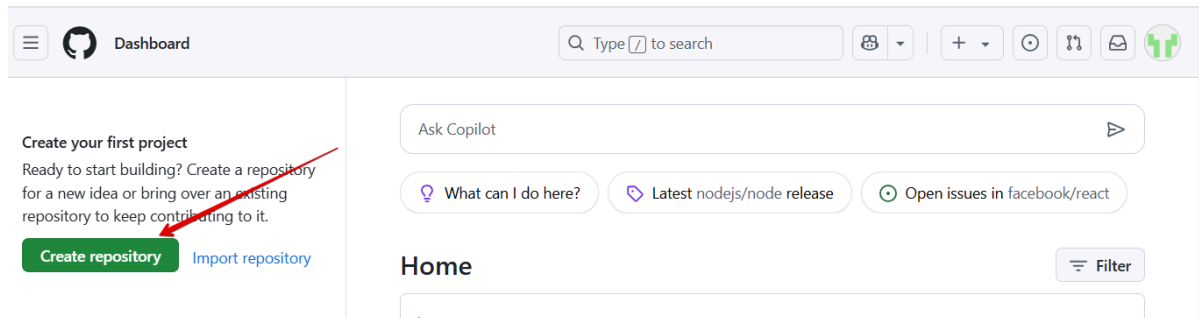 Dashboard
Type / to search
Create your first project
Ready to start building? Create a repository
for a new idea or bring over an existing
repository to keep contributing to it.
Create repository
Import repository
Ask Copilot
What can I do here?
Latest nodejs/node release
Open issues in facebook/react
Home
Filter